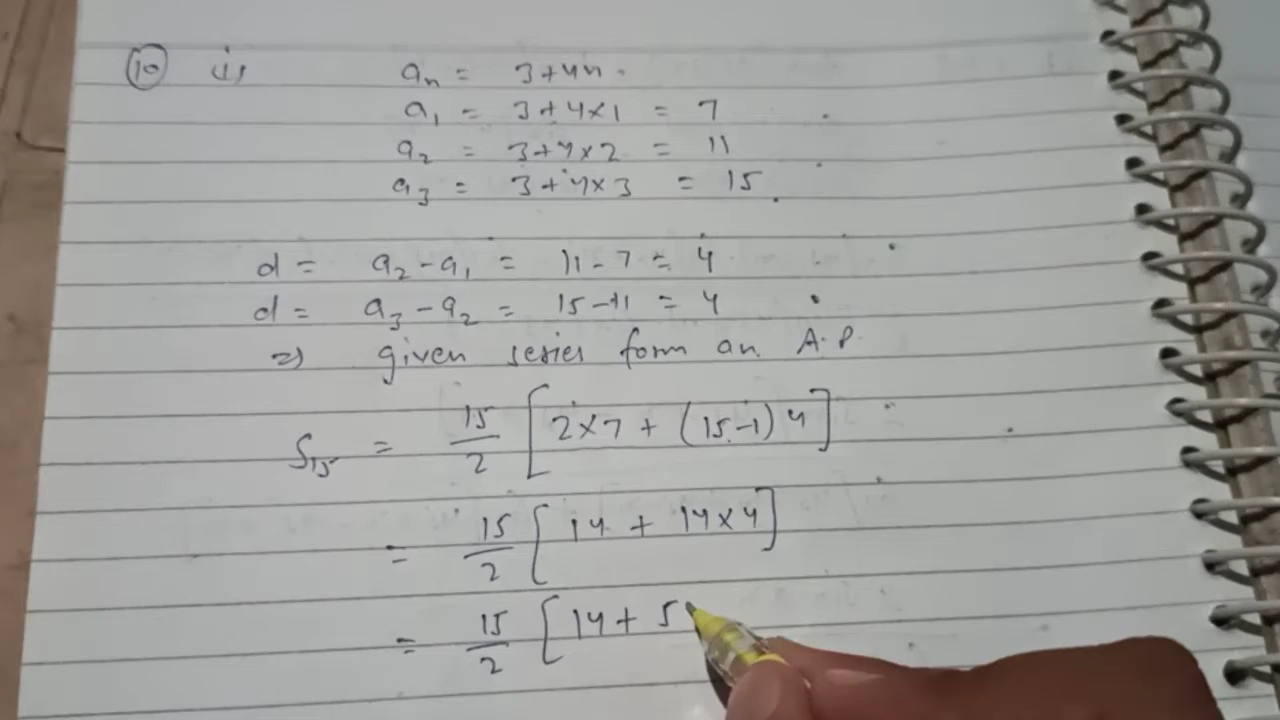 10 i) aₙ = 3+4n.
a₁ = 3+4×1 = 7
a₂ = 3+4×2 = 11
a₃ = 3+4×3 = 15
d = a₂-a₁ = 11-7 = 4
d = a₃-a₂ = 15-11 = 4
⇒ given series form an A.P.
S₁₅ = 15/2 [2×7 + (15-1)4]
= 15/2 [14 + 14×4]
= 15/2 [14 + 5